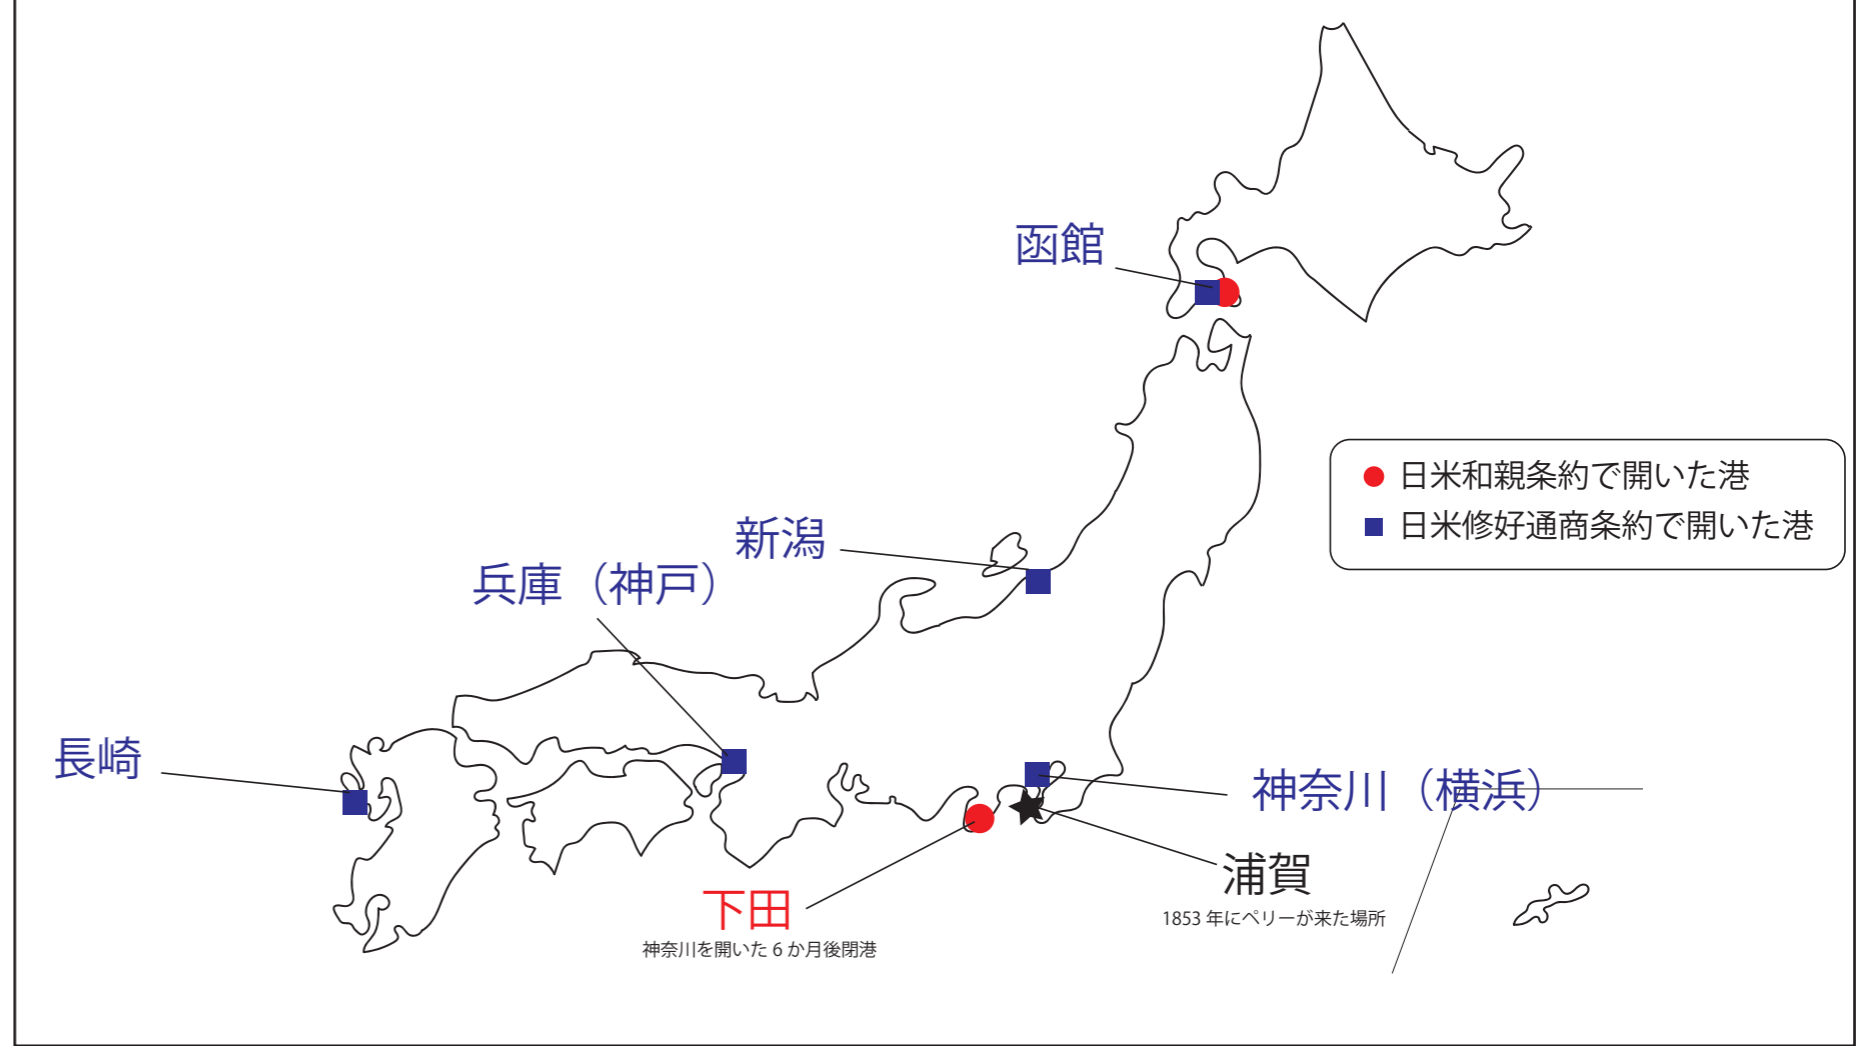 函館
日米和親条約で開いた港
日米修好通商条約で開いた港
新潟
兵庫（神戸）
長崎
神奈川（横浜）
浦賀
1853 年にペリーが来た場所
下田
神奈川を開いた 6 か月後閉港